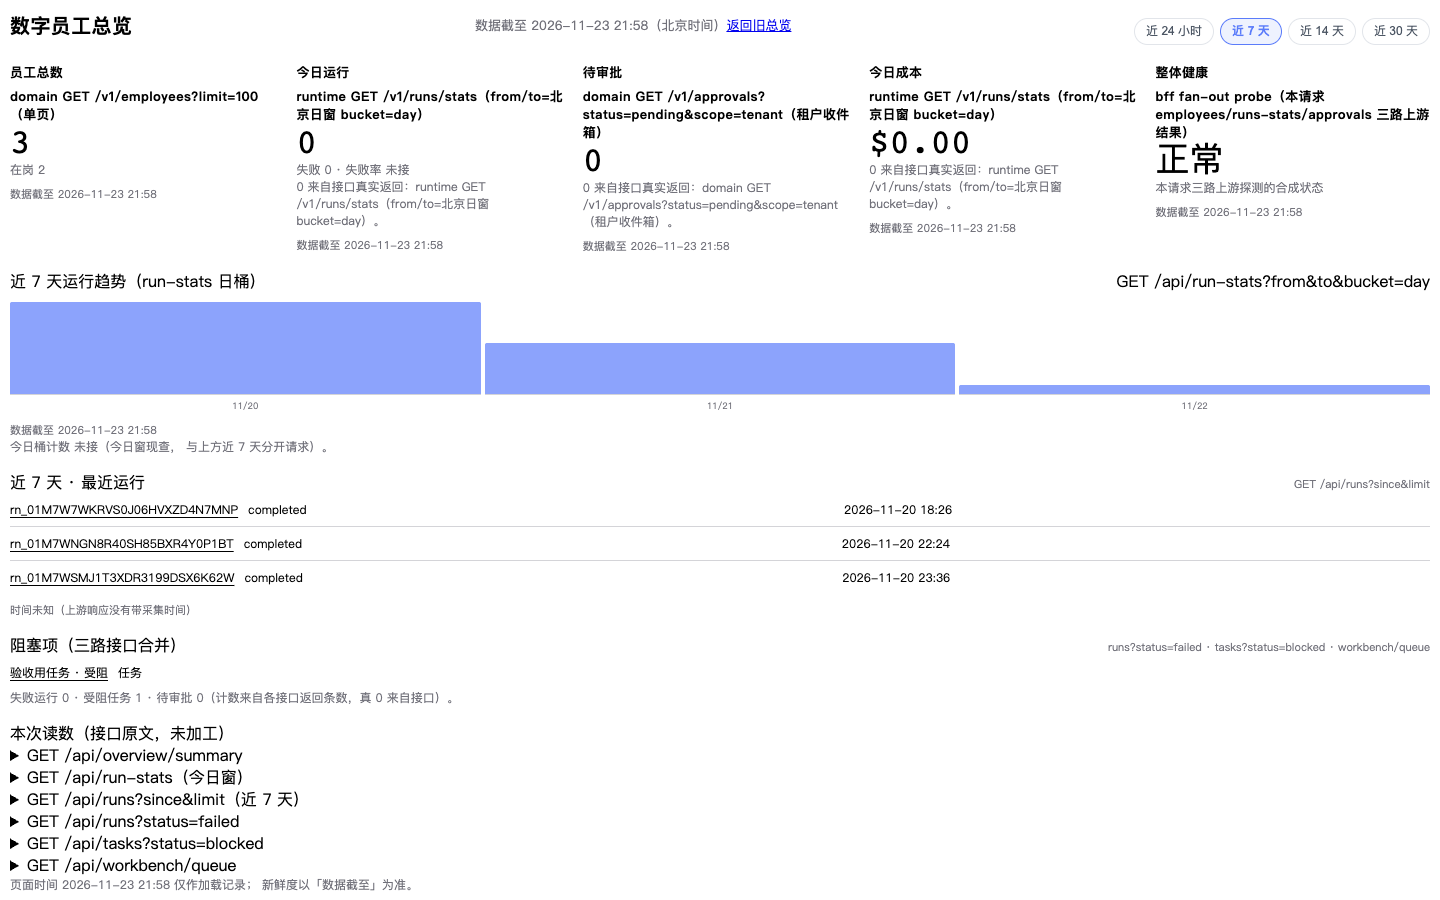 数字员工总览
数据截至 2026-11-23 21:58（北京时间）返回旧总览
近 24 小时
近 7 天
近 14 天
近 30 天
员工总数
domain GET /v1/employees?limit=100
（单页）
3
在岗 2
数据截至 2026-11-23 21:58
今日运行
runtime GET /v1/runs/stats（from/to=北
京日窗 bucket=day）
0
失败 0 · 失败率 未接
0 来自接口真实返回：runtime GET
/v1/runs/stats（from/to=北京日窗
bucket=day）。
数据截至 2026-11-23 21:58
待审批
domain GET /v1/approvals?
status=pending&scope=tenant（租户收件
箱）
0
0 来自接口真实返回：domain GET
/v1/approvals?status=pending&scope=tenant
（租户收件箱）。
数据截至 2026-11-23 21:58
今日成本
runtime GET /v1/runs/stats（from/to=北
京日窗 bucket=day）
$0.00
0 来自接口真实返回：runtime GET
/v1/runs/stats（from/to=北京日窗
bucket=day）。
数据截至 2026-11-23 21:58
整体健康
bff fan-out probe（本请求
employees/runs-stats/approvals 三路上游
结果）
正常
本请求三路上游探测的合成状态
数据截至 2026-11-23 21:58
近 7 天运行趋势（run-stats 日桶）
GET /api/run-stats?from&to&bucket=day
11/20
11/21
11/22
数据截至 2026-11-23 21:58
今日桶计数 未接（今日窗现查， 与上方近 7 天分开请求）。
近 7 天 · 最近运行
GET /api/runs?since&limit
rn_01M7W7WKRVS0J06HVXZD4N7MNP completed 2026-11-20 18:26
rn_01M7WNGN8R40SH85BXR4Y0P1BT completed 2026-11-20 22:24
rn_01M7WSMJ1T3XDR3199DSX6K62W completed 2026-11-20 23:36
时间未知（上游响应没有带采集时间）
阻塞项（三路接口合并）
runs?status=failed · tasks?status=blocked · workbench/queue
验收用任务 · 受阻 任务
失败运行 0 · 受阻任务 1 · 待审批 0（计数来自各接口返回条数，真 0 来自接口）。
本次读数（接口原文，未加工）
▶ GET /api/overview/summary
▶ GET /api/run-stats（今日窗）
▶ GET /api/runs?since&limit（近 7 天）
▶ GET /api/runs?status=failed
▶ GET /api/tasks?status=blocked
▶ GET /api/workbench/queue
页面时间 2026-11-23 21:58 仅作加载记录； 新鲜度以「数据截至」为准。